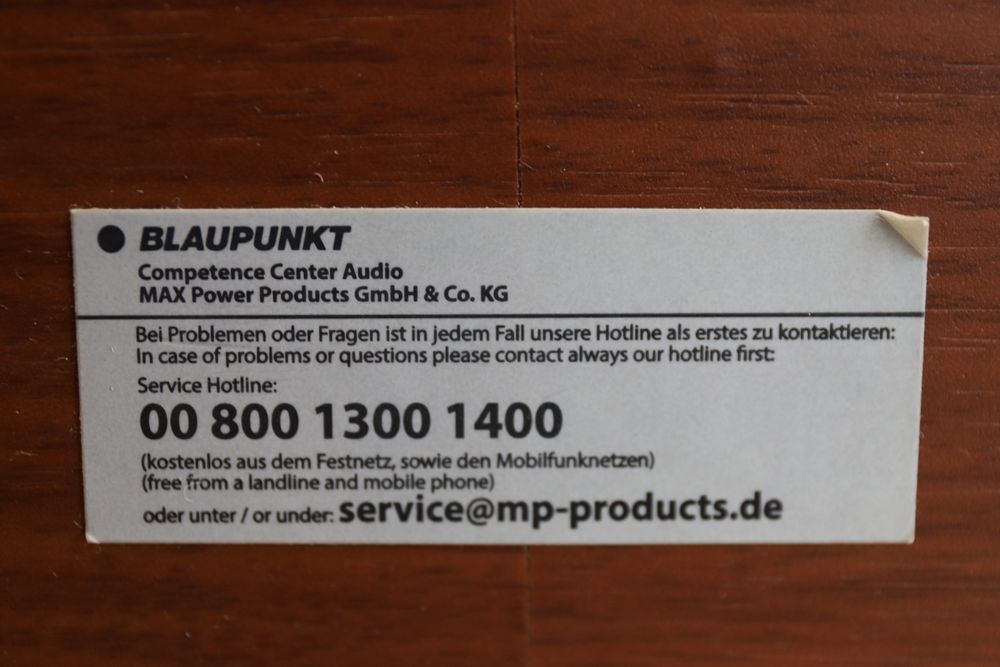 BLAUPUNKT
Competence Center Audio
MAX Power Products GmbH & Co. KG
Bei Problemen oder Fragen ist in jedem Fall unsere Hotline als erstes zu kontaktieren:
In case of problems or questions please contact always our hotline first:
Service Hotline:
00 800 1300 1400
(kostenlos aus dem Festnetz, sowie den Mobilfunknetzen)
(free from a landline and mobile phone)
oder unter / or under: service@mp-products.de